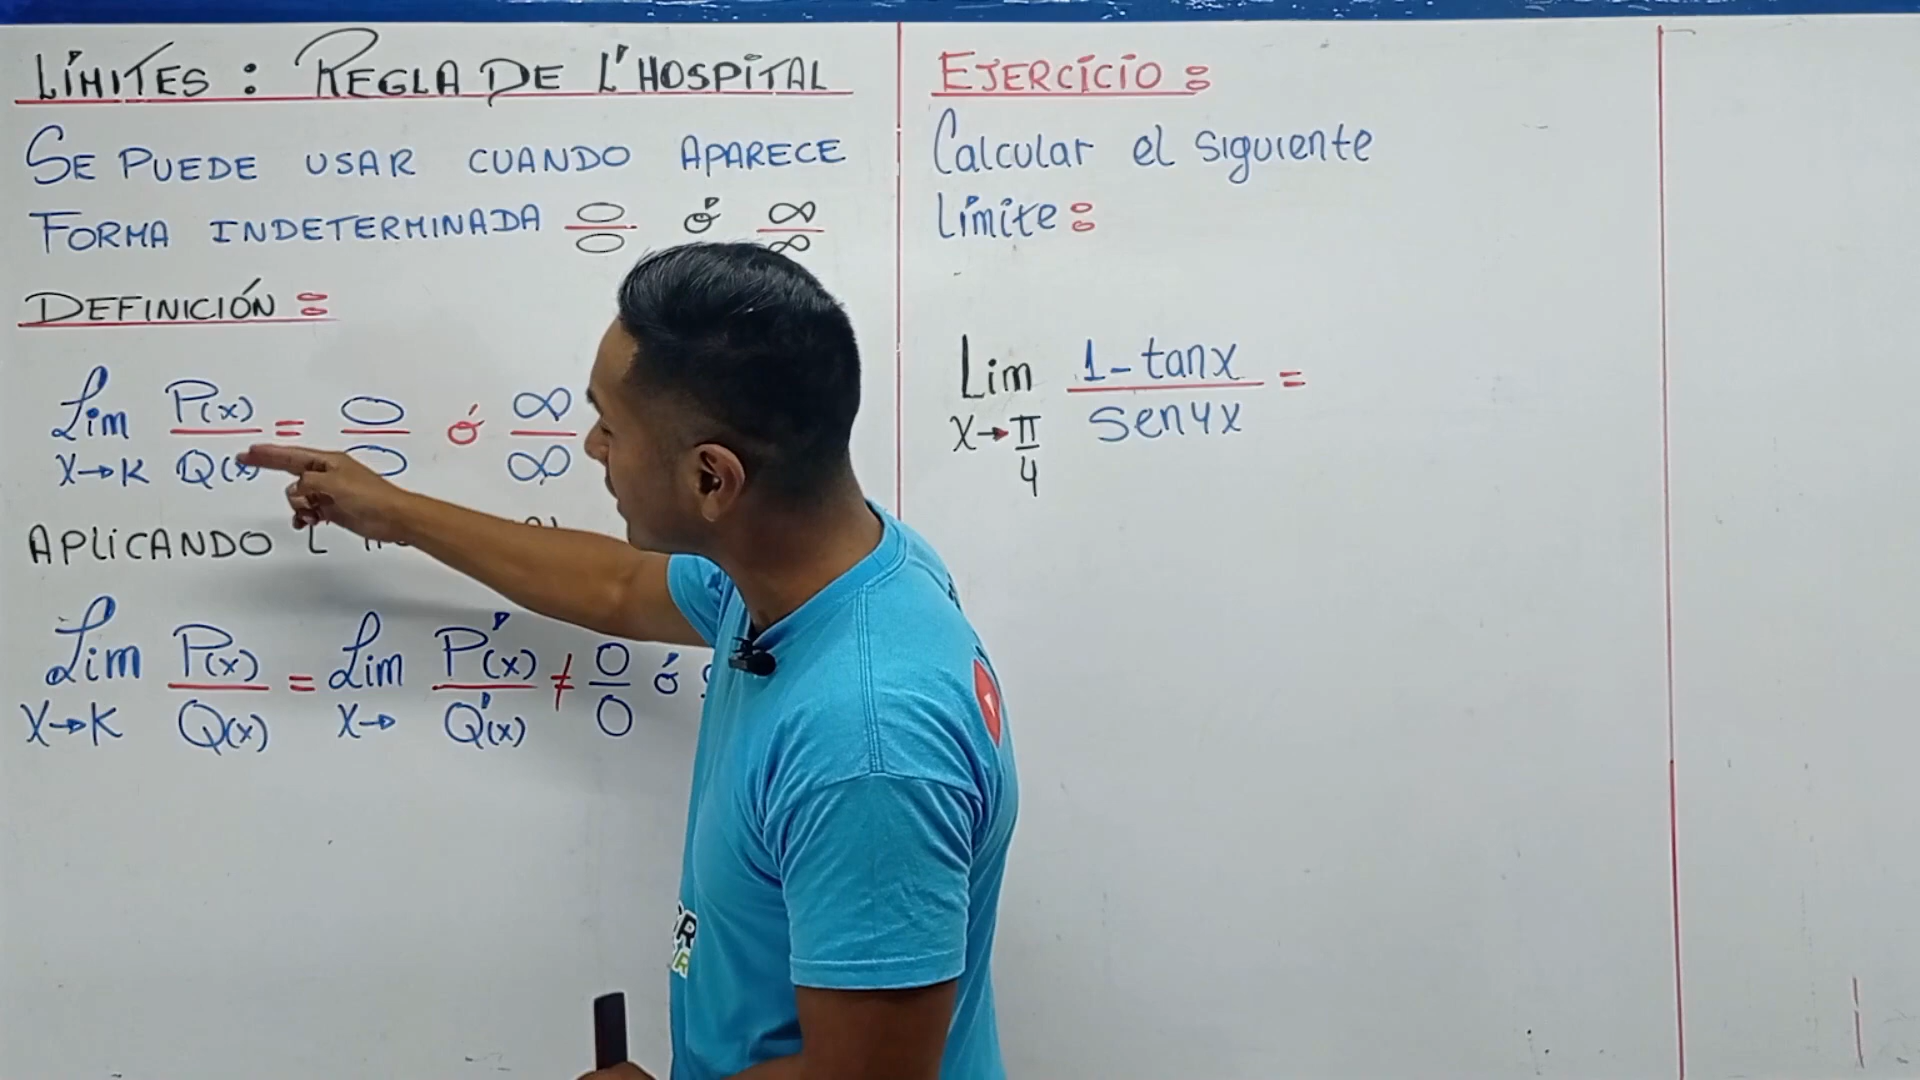 LÍMITES : REGLA DE L'HOSPITAL
SE PUEDE USAR CUANDO APARECE
FORMA INDETERMINADA 0/0 ó ∞/∞
DEFINICIÓN :
Lim x→K P(x)/Q(x) = 0/0 ó ∞/∞
APLICANDO L'
Lim x→K P(x)/Q(x) = Lim x→ P'(x)/Q'(x) ≠ 0/0 ó
EJERCICIO :
Calcular el siguiente
Límite :
Lim x→π/4 1-tanx/sen4x =